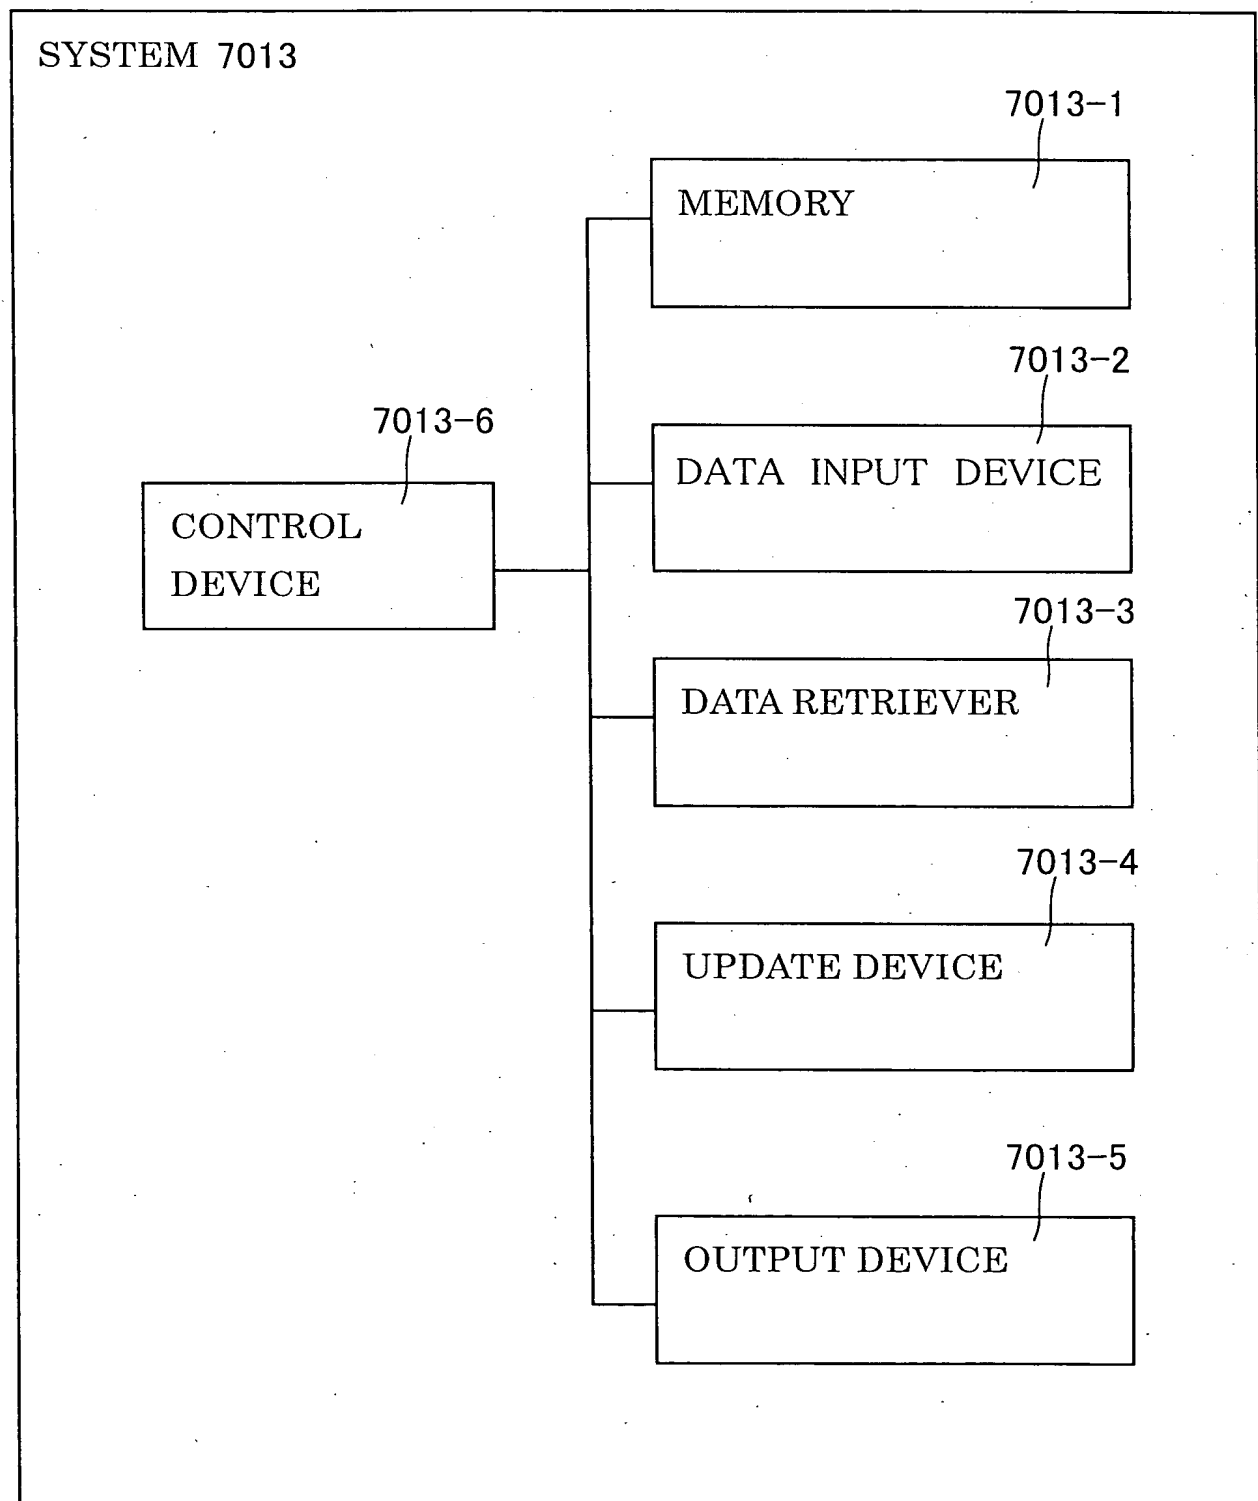 SYSTEM 7013
7013-1
MEMORY
7013-2
DATA INPUT DEVICE
7013-6
CONTROL
DEVICE
7013-3
DATA RETRIEVER
7013-4
UPDATE DEVICE
7013-5
OUTPUT DEVICE